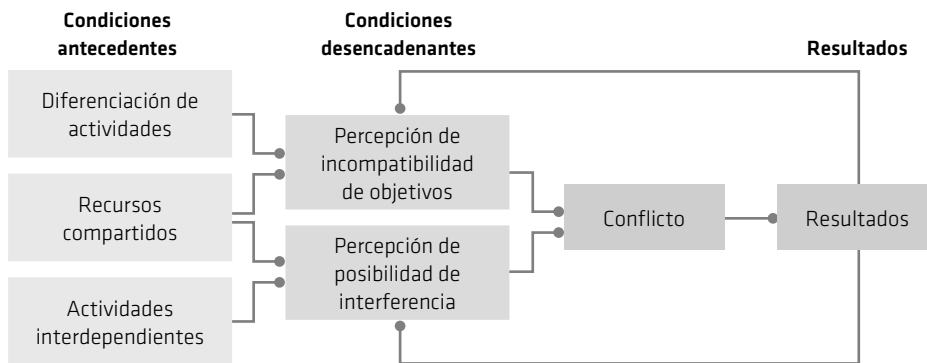 Condiciones
antecedentes
Condiciones
desencadenantes
Resultados
Diferenciación de
actividades
Recursos
compartidos
Actividades
interdependientes
Percepción de
incompatibilidad
de objetivos
Percepción de
posibilidad de
interferencia
Conflicto
Resultados